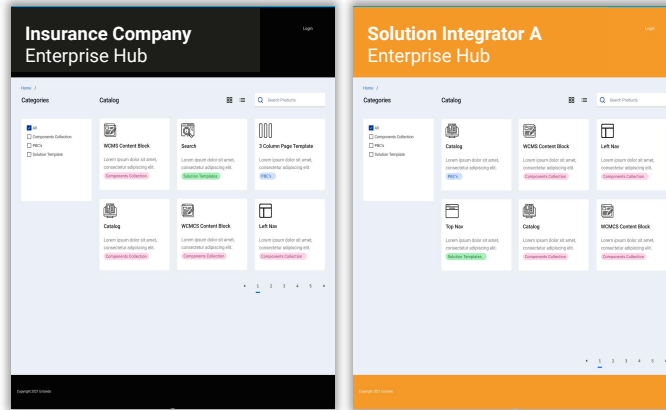 Insurance Company
Enterprise Hub
Login
Home /
Categories
Catalog
Search Products
All
Components Collection
PBC's
Solution Templates
WCMS Content Block
Lorem ipsum dolor sit amet,
consectetur adipiscing elit.
Components Collection
Search
Lorem ipsum dolor sit amet,
consectetur adipiscing elit.
Solution Templates
3 Column Page Template
Lorem ipsum dolor sit amet,
consectetur adipiscing elit.
PBC's
Catalog
Lorem ipsum dolor sit amet,
consectetur adipiscing elit.
Components Collection
WCMCS Content Block
Lorem ipsum dolor sit amet,
consectetur adipiscing elit.
Components Collection
Left Nav
Lorem ipsum dolor sit amet,
consectetur adipiscing elit.
Components Collection
1 2 3 4 5
Copyright 2021 Entando
Solution Integrator A
Enterprise Hub
Login
Home /
Categories
Catalog
Search Products
All
Components Collection
PBC's
Solution Templates
Catalog
Lorem ipsum dolor sit amet,
consectetur adipiscing elit.
PBC's
WCMS Content Block
Lorem ipsum dolor sit amet,
consectetur adipiscing elit.
Components Collection
Left Nav
Lorem ipsum dolor sit amet,
consectetur adipiscing elit.
Components Collection
Top Nav
Lorem ipsum dolor sit amet,
consectetur adipiscing elit.
Solution Templates
Catalog
Lorem ipsum dolor sit amet,
consectetur adipiscing elit.
Components Collection
WCMCS Content Block
Lorem ipsum dolor sit amet,
consectetur adipiscing elit.
Components Collection
1 2 3 4 5
Copyright 2021 Entando